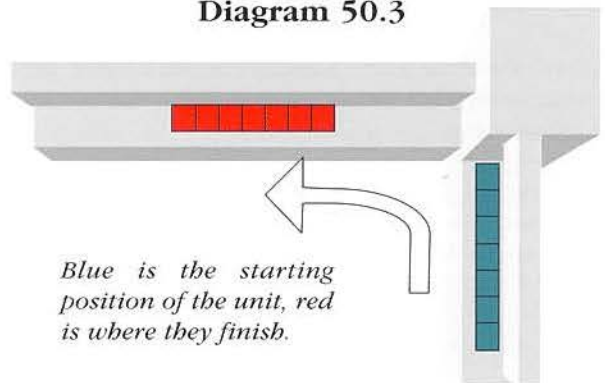 Diagram 50.3
Blue is the starting
position of the unit, red
is where they finish.